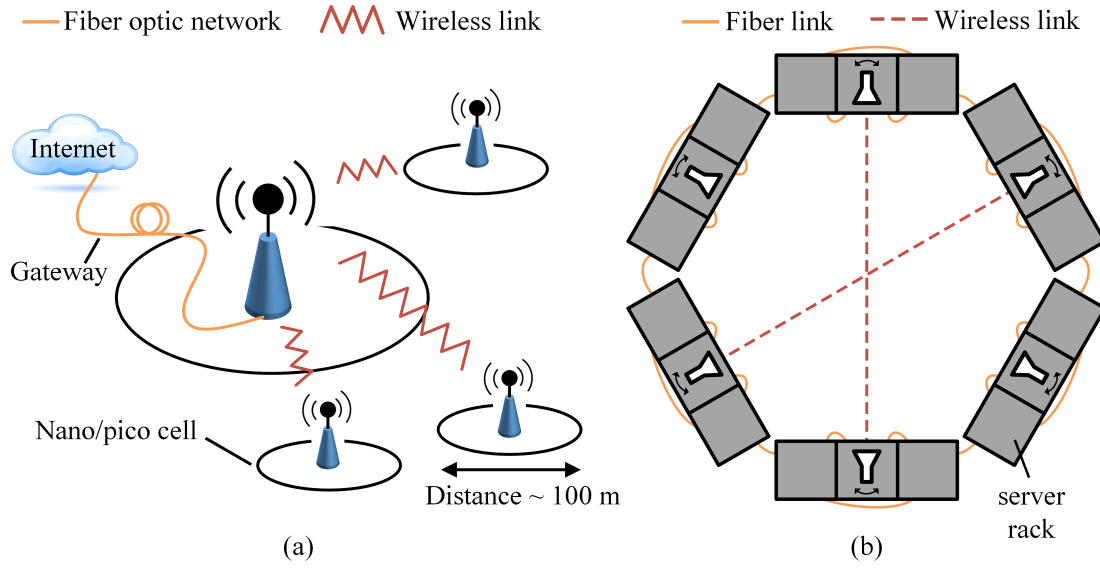 Fiber optic network
Wireless link
Internet
Gateway
Nano/pico cell
Distance ~ 100 m
(a)
Fiber link
Wireless link
server
rack
(b)